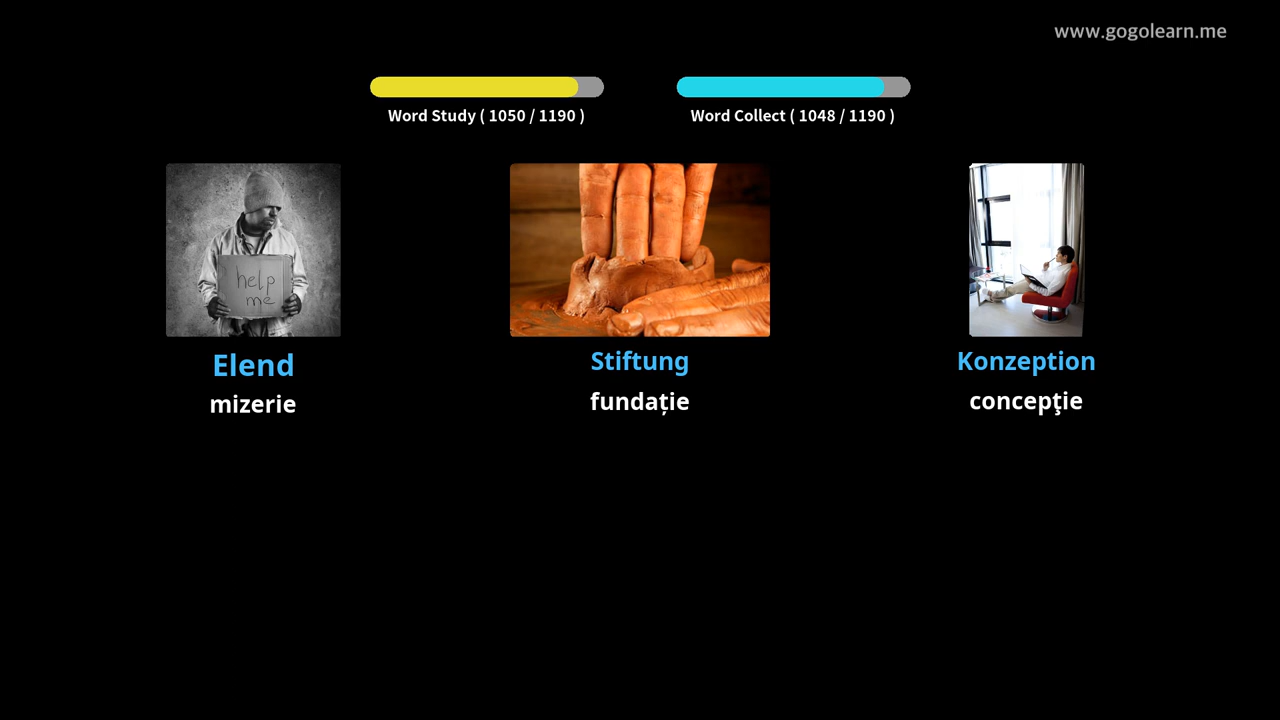 www.gogolearn.me
Word Study ( 1050 / 1190 )
Word Collect ( 1048 / 1190 )
help
me
Elend
Stiftung
Konzeption
mizerie
fundație
concepţie